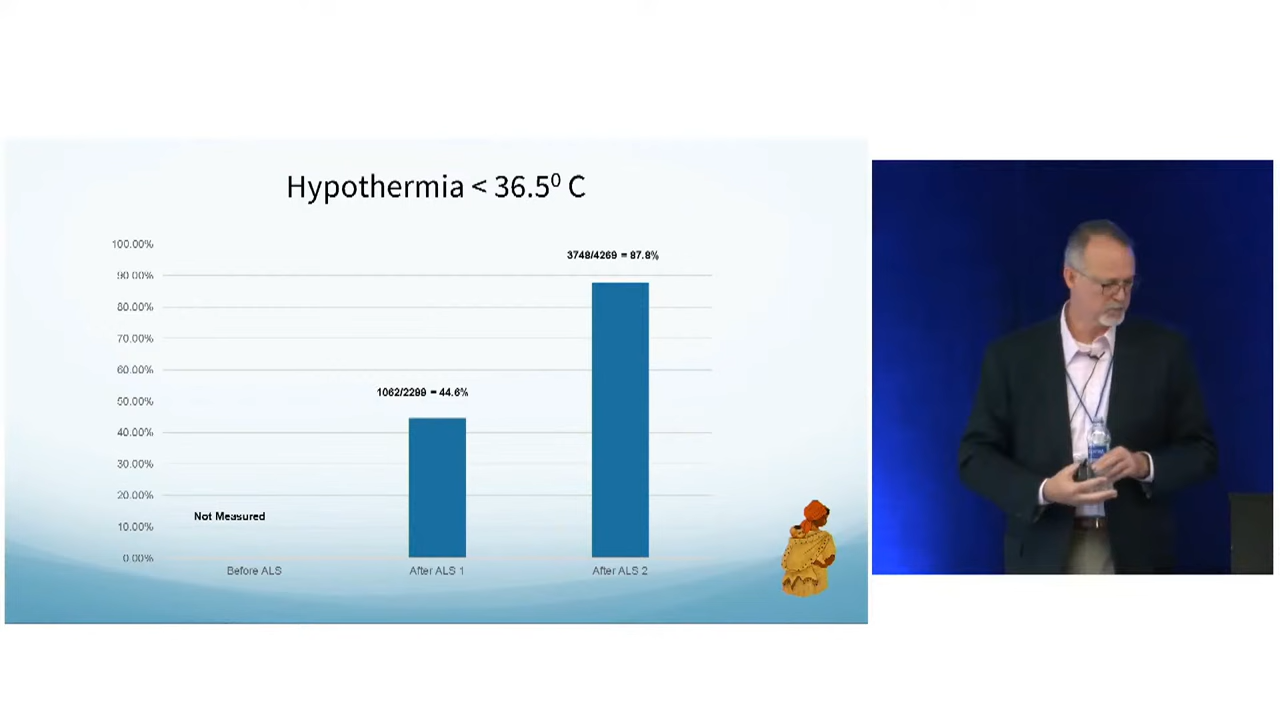 Hypothermia < 36.5⁰ C
100.00%
90.00%
80.00%
70.00%
60.00%
50.00%
40.00%
30.00%
20.00%
10.00%
0.00%
3748/4269 = 87.8%
1062/2299 = 44.6%
Not Measured
Before ALS
After ALS 1
After ALS 2